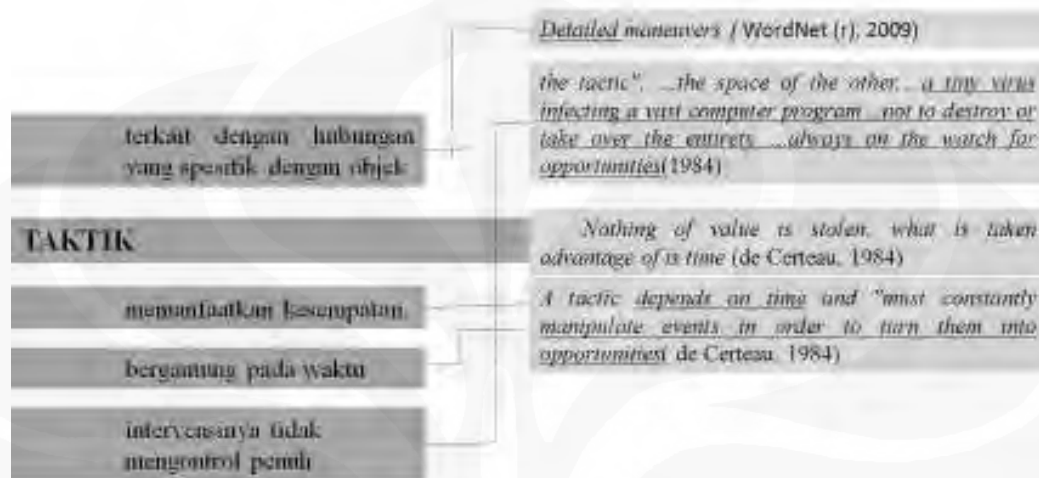 terkait dengan hubungan
yang spesifik dengan objek
TAKTIK
memanfaatkan kesempatan,
bergantung pada waktu
intervensinya tidak
mengontrol penuh
Detailed maneuvers ( WordNet (r), 2009)
the tactic", ...the space of the other... a tiny virus
infecting a vast computer program...not to destroy or
take over the entirets ...always on the watch for
opportunities(1984)
Nothing of value is stolen, what is taken
advantage of is time (de Certeau, 1984)
A tactic depends on time and "must constantly
manipulate events in order to turn them into
opportunities( de Certeau, 1984)